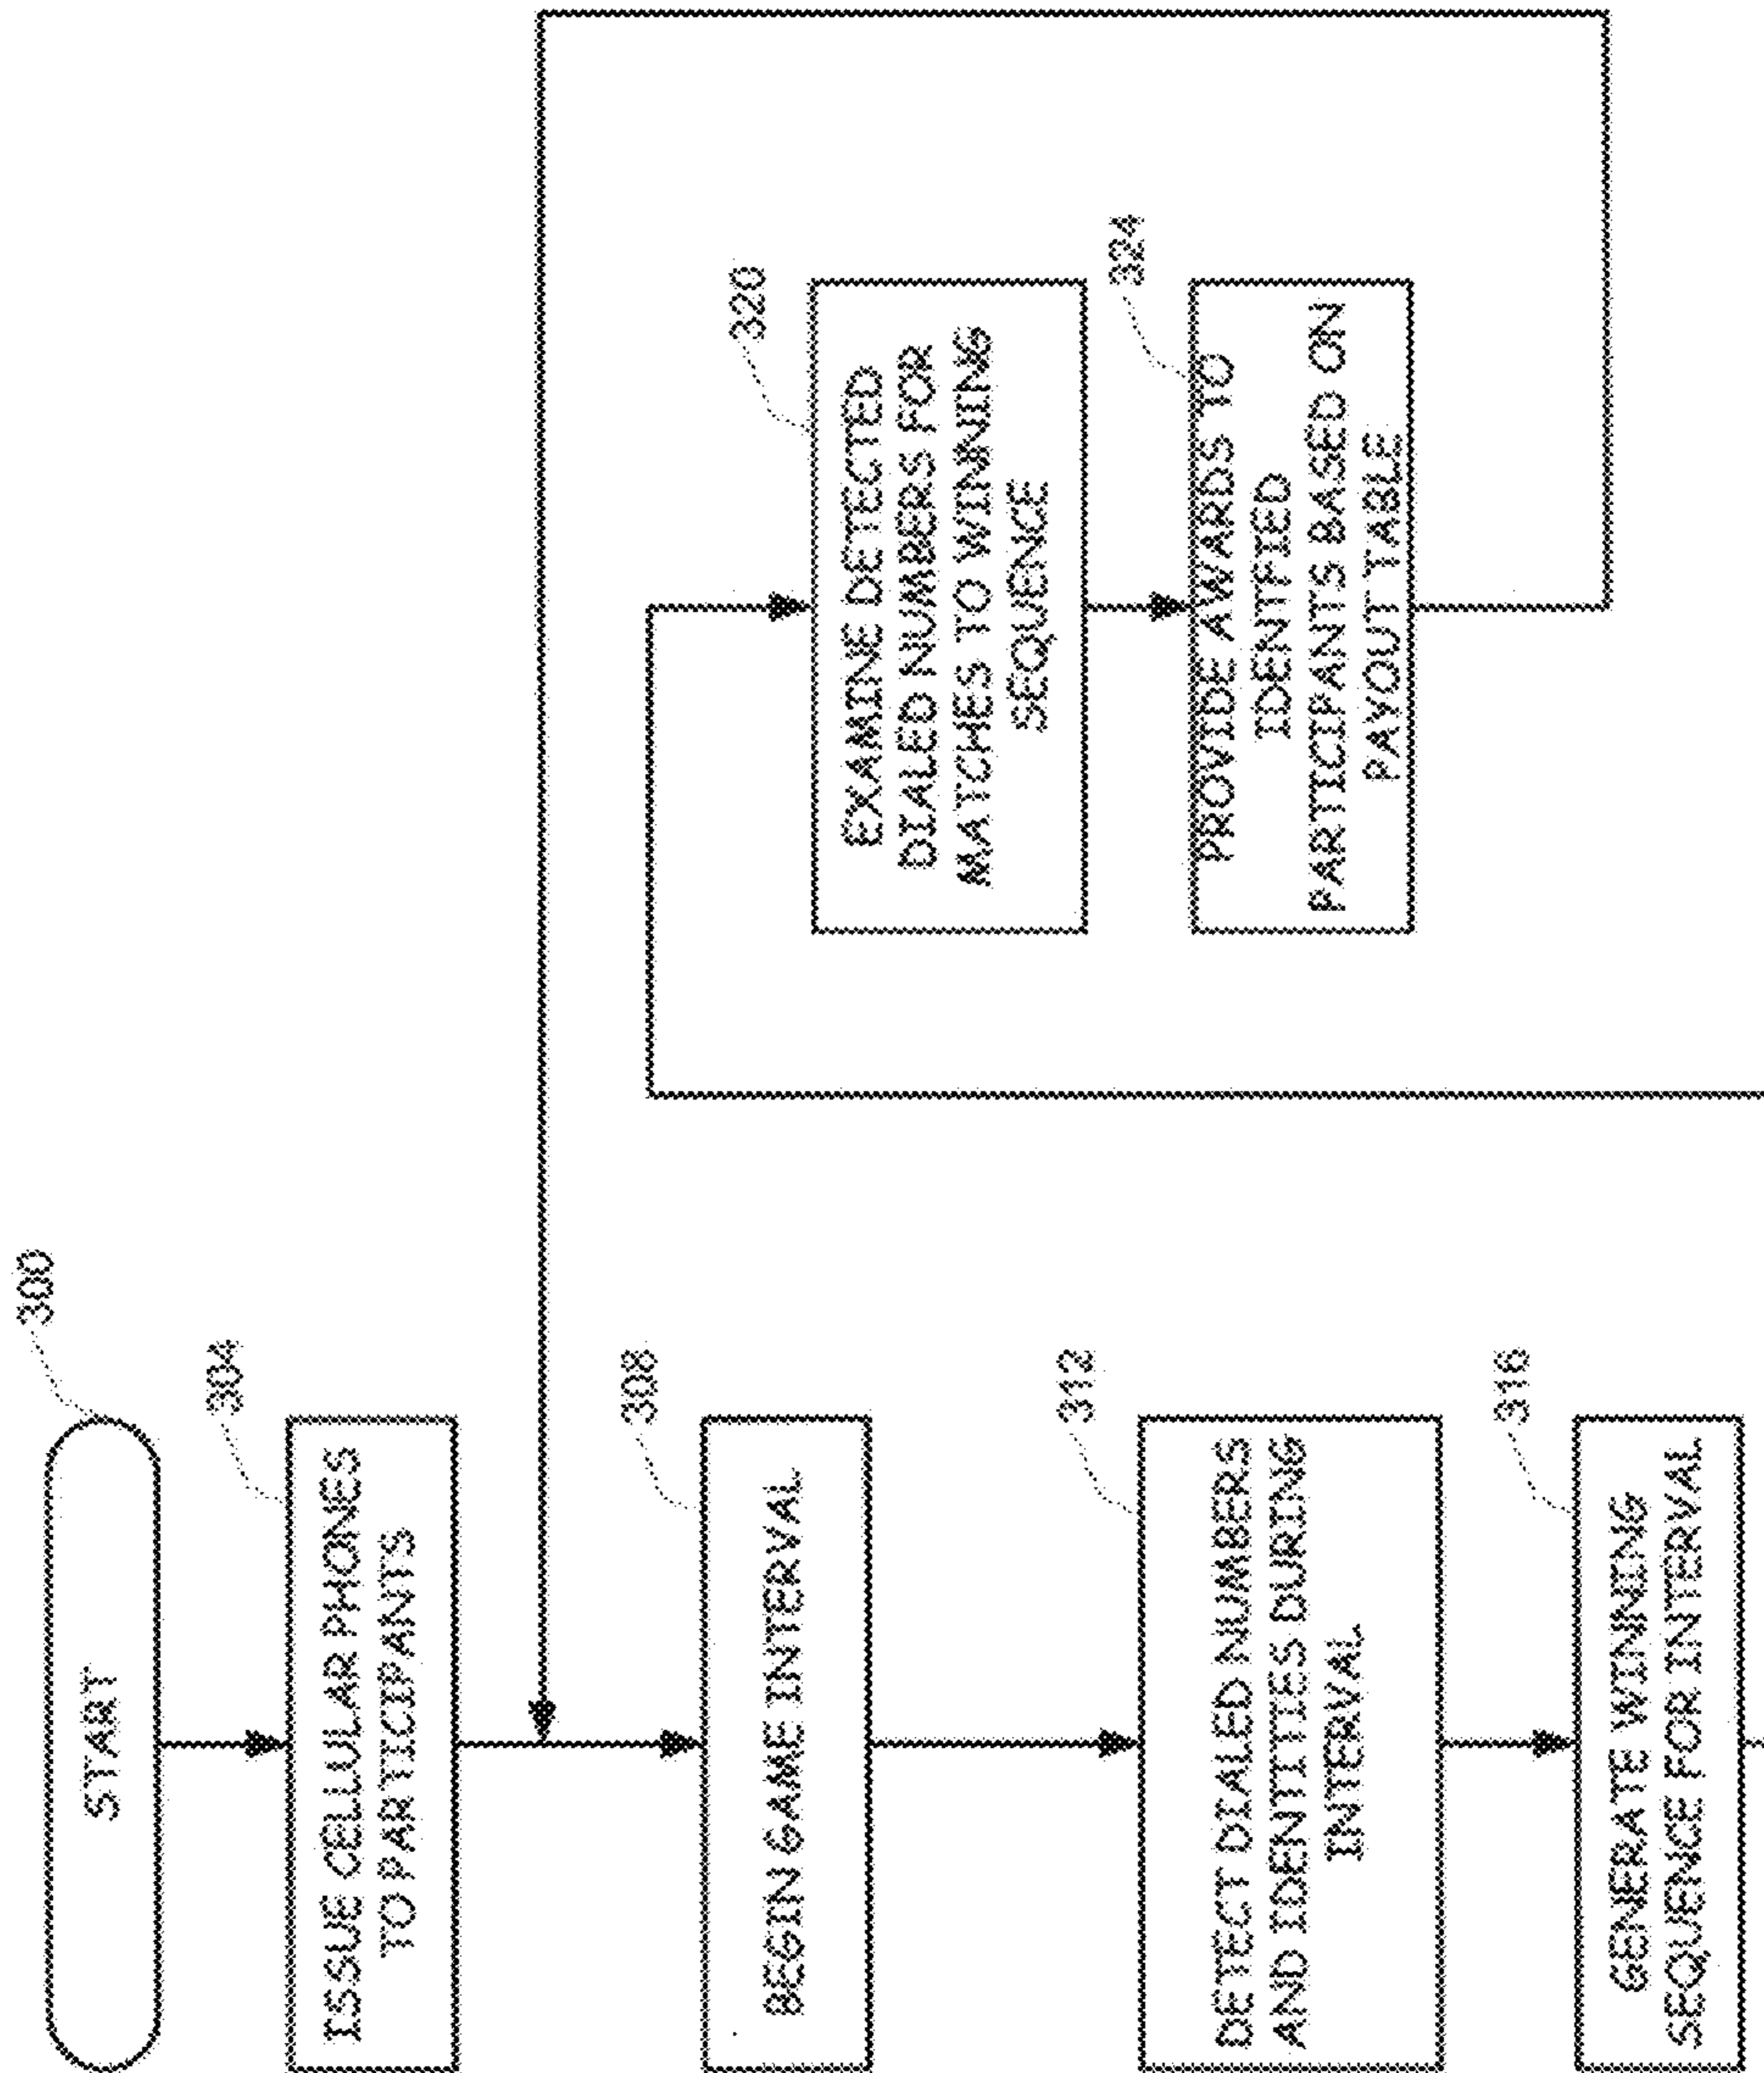 300
START
304
ISSUE CELLULAR PHONES
TO PARTICIPANTS
308
BEGIN GAME INTERVAL
312
DETECT DIALED NUMBERS
AND IDENTITIES DURING
INTERVAL
316
GENERATE WINNING
SEQUENCE FOR INTERVAL
320
EXAMINE DETECTED
DIALED NUMBERS FOR
MATCHES TO WINNING
SEQUENCE
324
PROVIDE AWARDS TO
IDENTIFIED
PARTICIPANTS BASED ON
PAYOUT TABLE